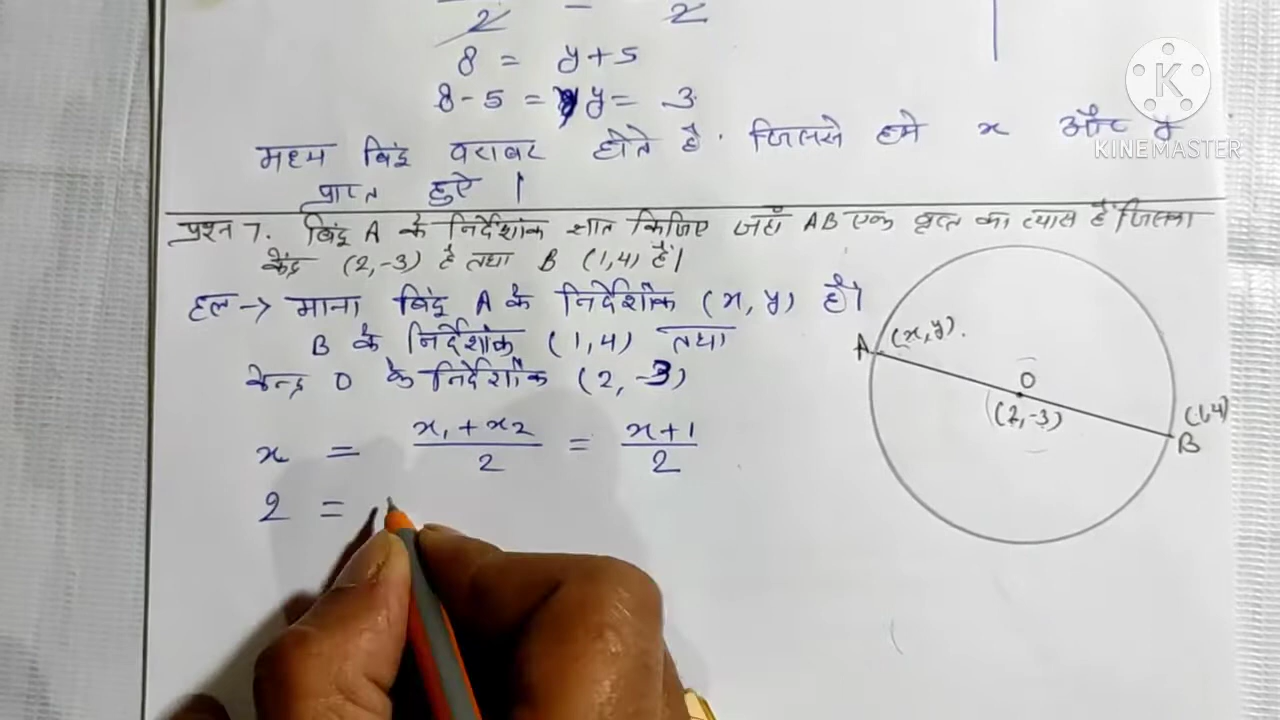 2 = 2
8 = y+5
8-5 = y = 3
मध्य बिंदु बराबर होते है. जिससे हमे x और y
प्राप्त हुऐ ।
प्रश्न 7. बिंदु A के निर्देशांक ज्ञात किजिए जहाँ AB एक वृत्त का व्यास है जिसका
केंद्र (2,-3) है तथा B (1,4) हैं।
हल → माना बिंदु A के निर्देशाँक (x, y) है।
B के निर्देशांक (1,4) तथा
केन्द्र O के निर्देशाँक (2, -3)
x = x₁ + x₂ / 2 = x+1 / 2
2 =
A (x,y).
O
(2,-3)
(1,4)
B
K
KINEMASTER